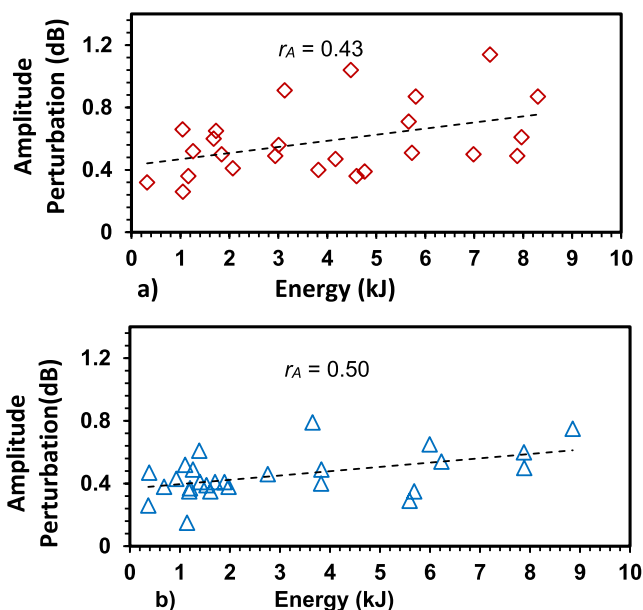 1.2
0.8
0.4
0
Amplitude
Perturbation (dB)
r_A = 0.43
0 1 2 3 4 5 6 7 8 9 10
a) Energy (kJ)
1.2
0.8
0.4
0
Amplitude
Perturbation(dB)
r_A = 0.50
0 1 2 3 4 5 6 7 8 9 10
b) Energy (kJ)